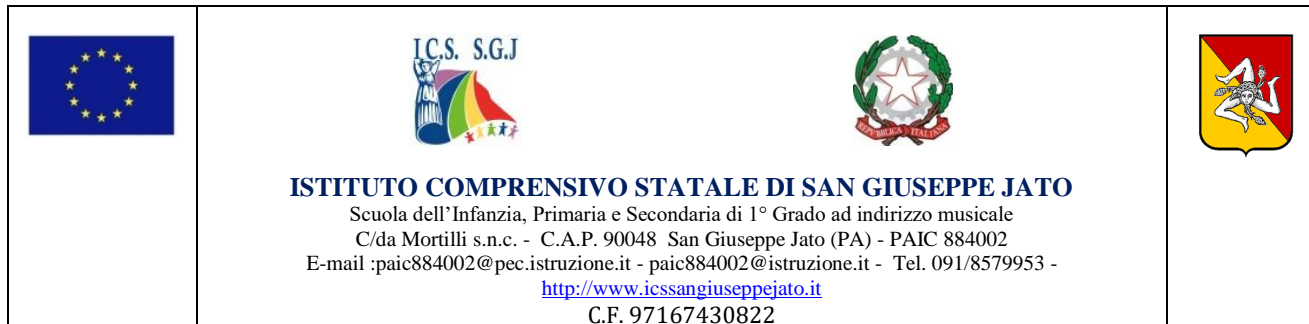 I.C.S. S.G.J
REPVBBLICA ITALIANA
ISTITUTO COMPRENSIVO STATALE DI SAN GIUSEPPE JATO
Scuola dell'Infanzia, Primaria e Secondaria di 1° Grado ad indirizzo musicale
C/da Mortilli s.n.c. - C.A.P. 90048 San Giuseppe Jato (PA) - PAIC 884002
E-mail :paic884002@pec.istruzione.it - paic884002@istruzione.it - Tel. 091/8579953 -
http://www.icssangiuseppejato.it
C.F. 97167430822